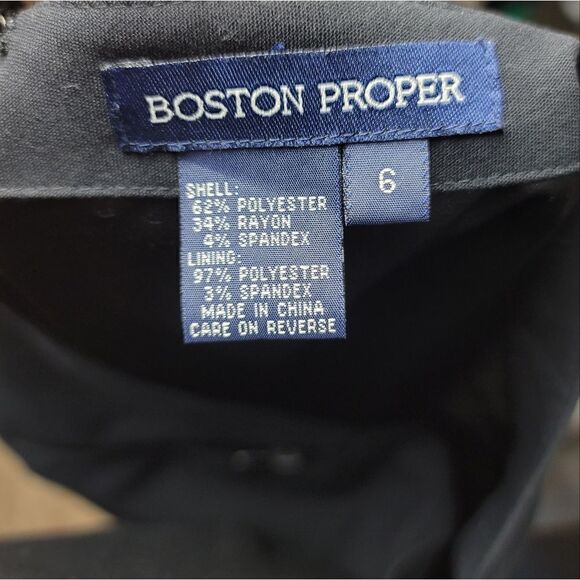 BOSTON PROPER
6
SHELL:
62% POLYESTER
34% RAYON
4% SPANDEX
LINING:
97% POLYESTER
3% SPANDEX
MADE IN CHINA
CARE ON REVERSE